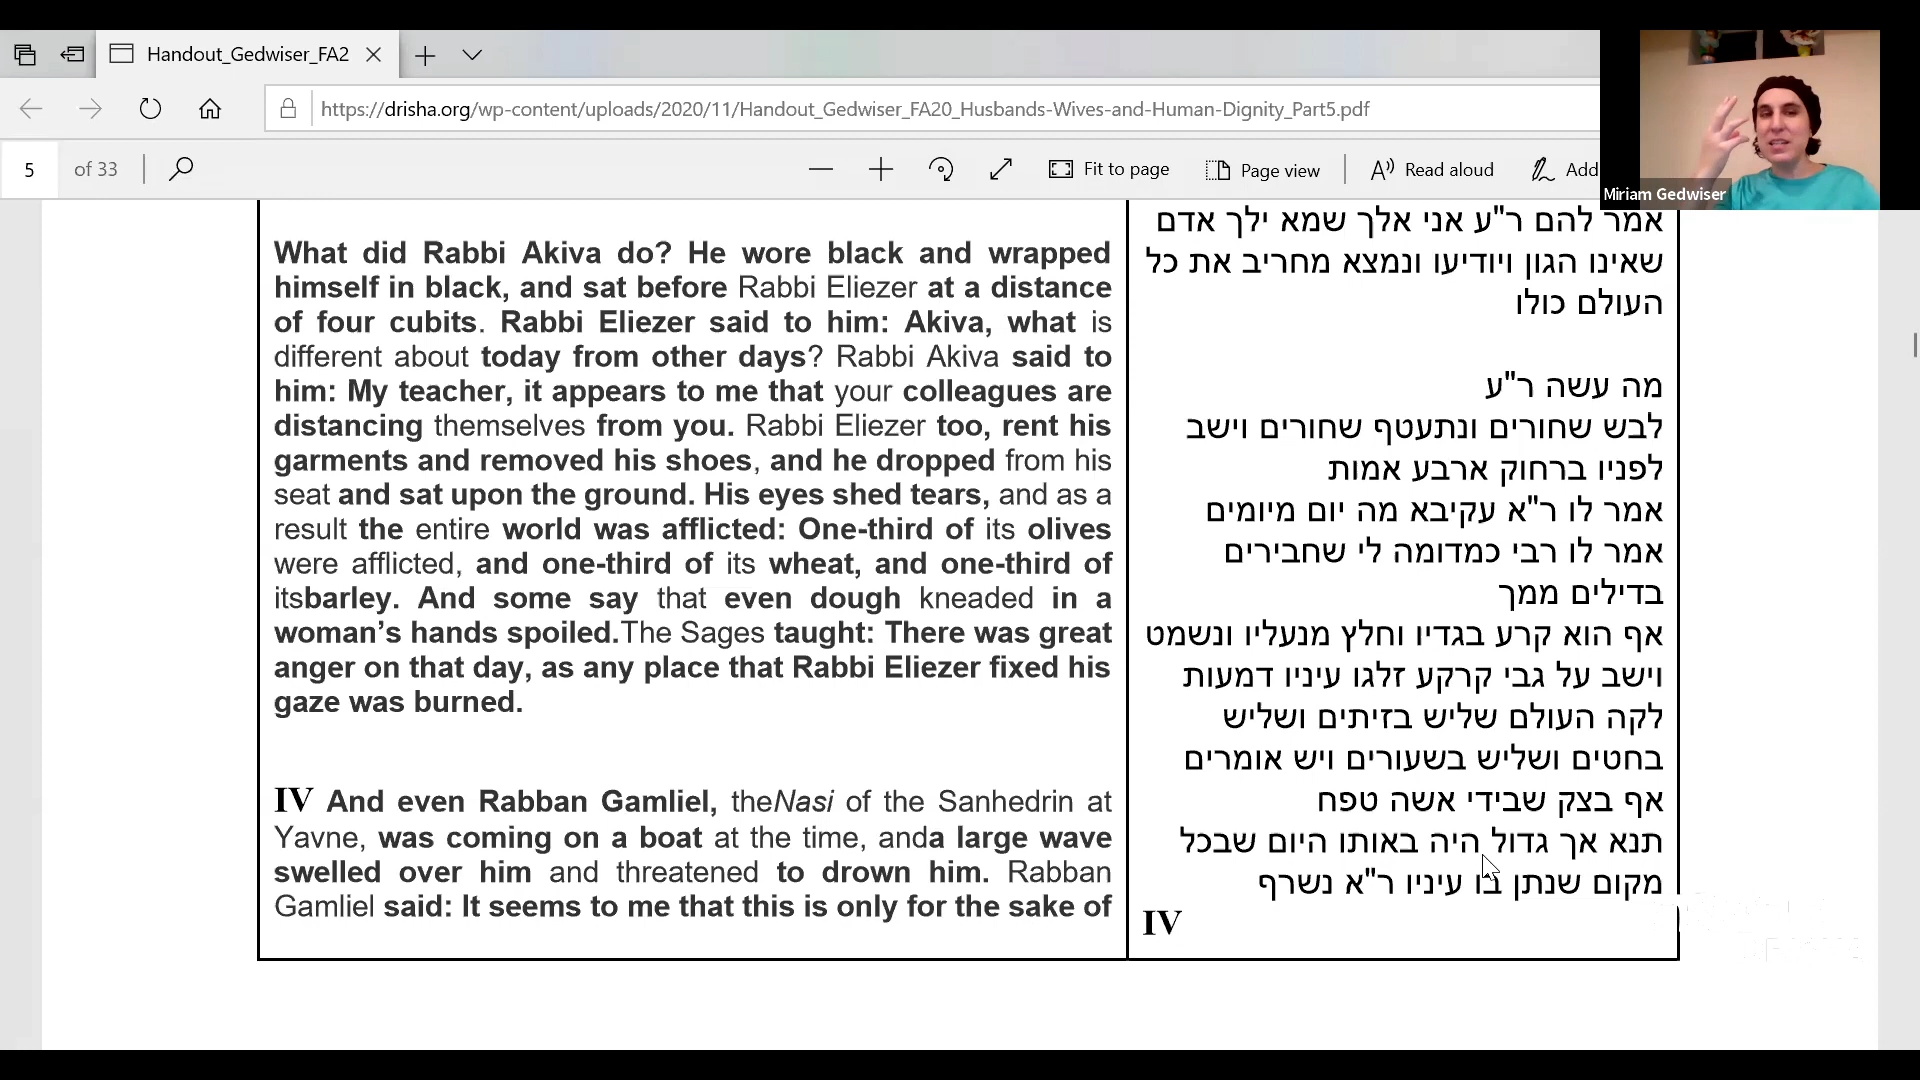 Handout_Gedwiser_FA2
https://drisha.org/wp-content/uploads/2020/11/Handout_Gedwiser_FA20_Husbands-Wives-and-Human-Dignity_Part5.pdf
5 of 33
Fit to page
Page view
Read aloud
Add
Miriam Gedwiser
What did Rabbi Akiva do? He wore black and wrapped
himself in black, and sat before Rabbi Eliezer at a distance
of four cubits. Rabbi Eliezer said to him: Akiva, what is
different about today from other days? Rabbi Akiva said to
him: My teacher, it appears to me that your colleagues are
distancing themselves from you. Rabbi Eliezer too, rent his
garments and removed his shoes, and he dropped from his
seat and sat upon the ground. His eyes shed tears, and as a
result the entire world was afflicted: One-third of its olives
were afflicted, and one-third of its wheat, and one-third of
itsbarley. And some say that even dough kneaded in a
woman’s hands spoiled.The Sages taught: There was great
anger on that day, as any place that Rabbi Eliezer fixed his
gaze was burned.
IV And even Rabban Gamliel, theNasi of the Sanhedrin at
Yavne, was coming on a boat at the time, anda large wave
swelled over him and threatened to drown him. Rabban
Gamliel said: It seems to me that this is only for the sake of
אמר להם ר"ע אני אלך שמא ילך אדם
שאינו הגון ויודיעו ונמצא מחריב את כל
העולם כולו
מה עשה ר"ע
לבש שחורים ונתעטף שחורים וישב
לפניו ברחוק ארבע אמות
אמר לו ר"א עקיבא מה יום מיומים
אמר לו רבי כמדומה לי שחבירים
בדילים ממך
אף הוא קרע בגדיו וחלץ מנעליו ונשמט
וישב על גבי קרקע זלגו עיניו דמעות
לקה העולם שליש בזיתים ושליש
בחטים ושליש בשעורים ויש אומרים
אף בצק שבידי אשה טפח
תנא אך גדול היה באותו היום שבכל
מקום שנתן בו עיניו ר"א נשרף
IV